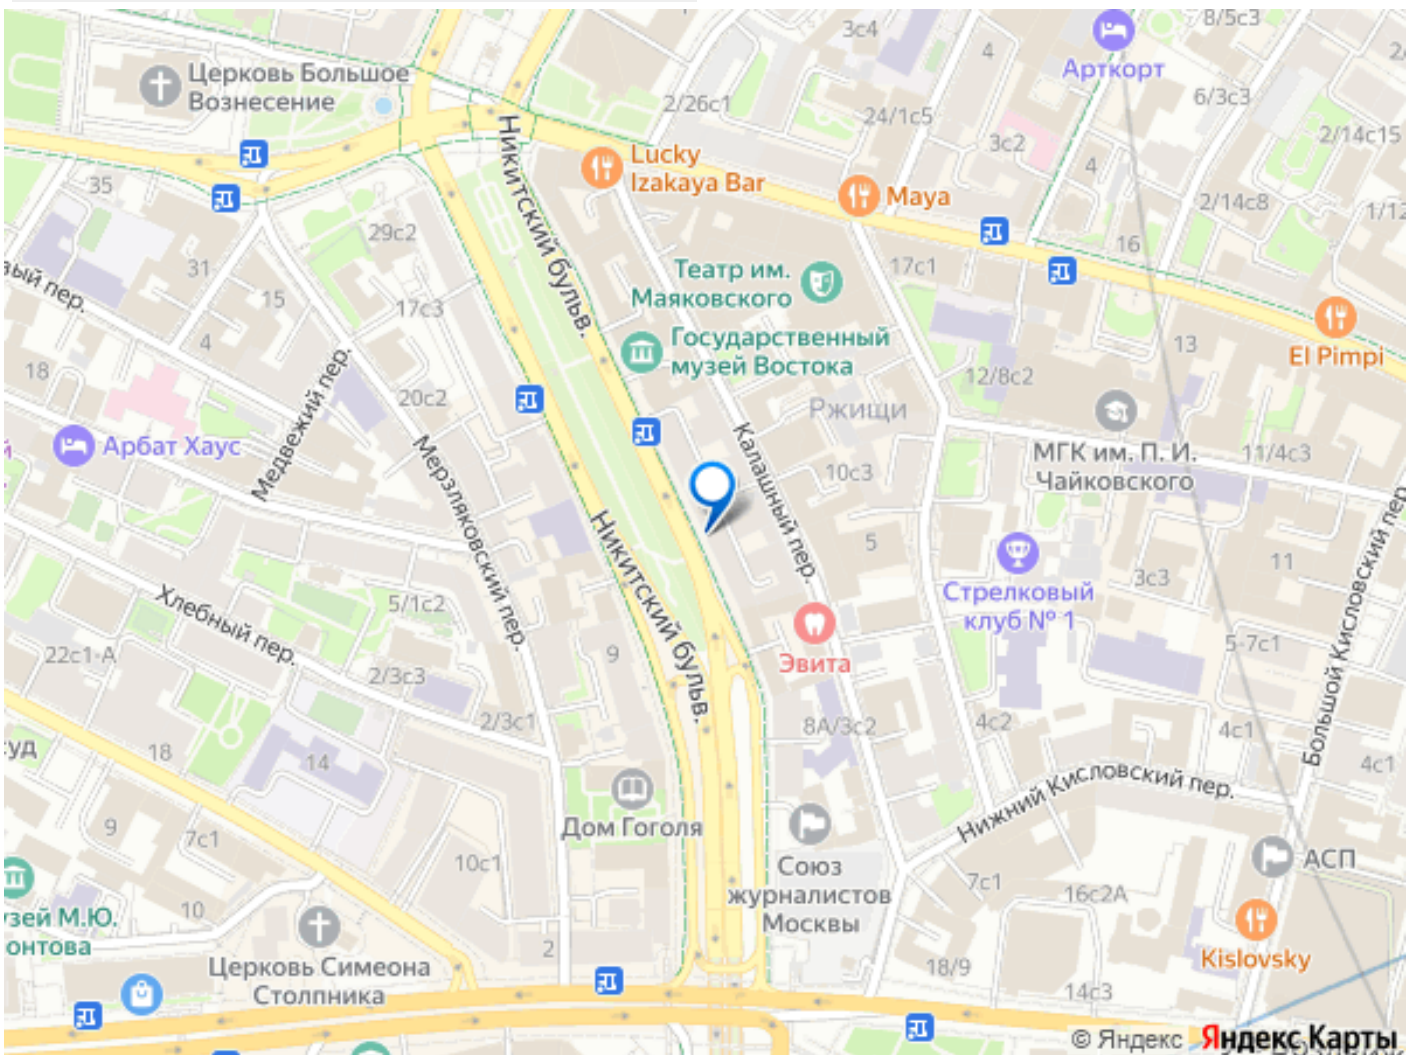 3с4
8/5с3
4
Арткорт
Церковь Большое
Вознесение
2/26с1
6/3с3
24/1с5
3с2
2/14с15
Lucky
Izakaya Bar
4
35
Maya
2/14с8
1/12
Никитский бульв.
29с2
16
31
17с1
Театр им.
Маяковского
15
17с3
Государственный
музей Востока
4
13
El Pimpi
18
Медвежий пер.
20с2
12/8с2
Ржищи
Арбат Хаус
Мерзляковский пер.
Калашный пер.
10с3
МГК им. П. И.
Чайковского
11/4с3
Никитский бульв.
5
11
Стрелковый
клуб № 1
3с3
Хлебный пер.
5/1с2
Большой Кисловский пер.
22с1-А
9
Эвита
5-7с1
2/3с3
2/3с1
8А/3с2
4с2
4с1
18
14
4с1
Нижний Кисловский пер.
Дом Гоголя
9
7с1
10с1
Союз
журналистов
Москвы
АСП
7с1
16с2А
10
2
Церковь Симеона
Столпника
18/9
Kislovsky
14с3
© Яндекс Яндекс Карты